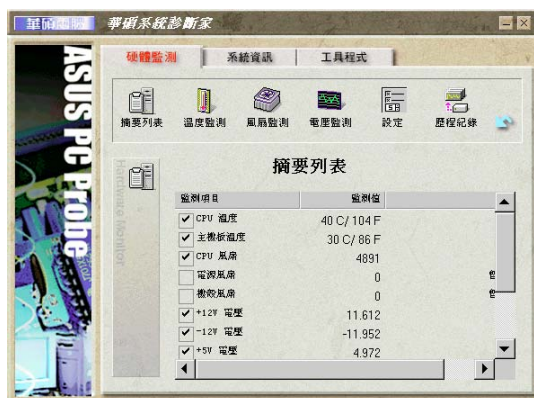 華碩電腦 華碩系統診斷家
ASUS PC Probe
硬體監測 系統資訊 工具程式
摘要列表 溫度監測 風扇監測 電壓監測 設定 歷程紀錄
Hardware Monitor
摘要列表
監測項目 監測值
CPU 溫度 40 C/ 104 F
主機板溫度 30 C/ 86 F
CPU 風扇 4891
電源風扇 0
機殼風扇 0
+12V 電壓 11.612
-12V 電壓 -11.952
+5V 電壓 4.972